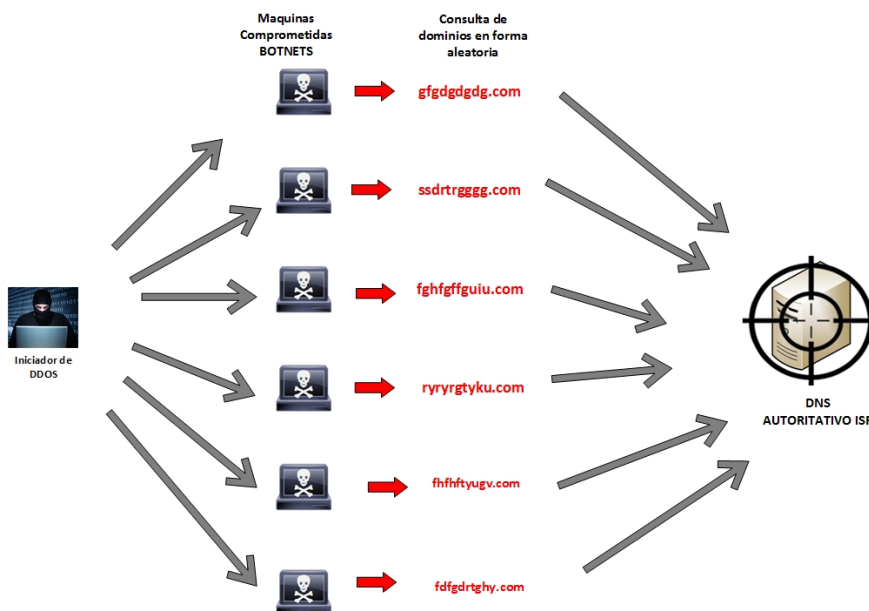 Maquinas
Comprometidas
BOTNETS
Consulta de
dominios en forma
aleatoria
gfgdgdgdg.com
ssdrtrgggg.com
fghfgffguiu.com
ryryrgtyku.com
fhfhftyugv.com
fdfgdrtghy.com
Iniciador de
DDOS
DNS
AUTORITATIVO ISP